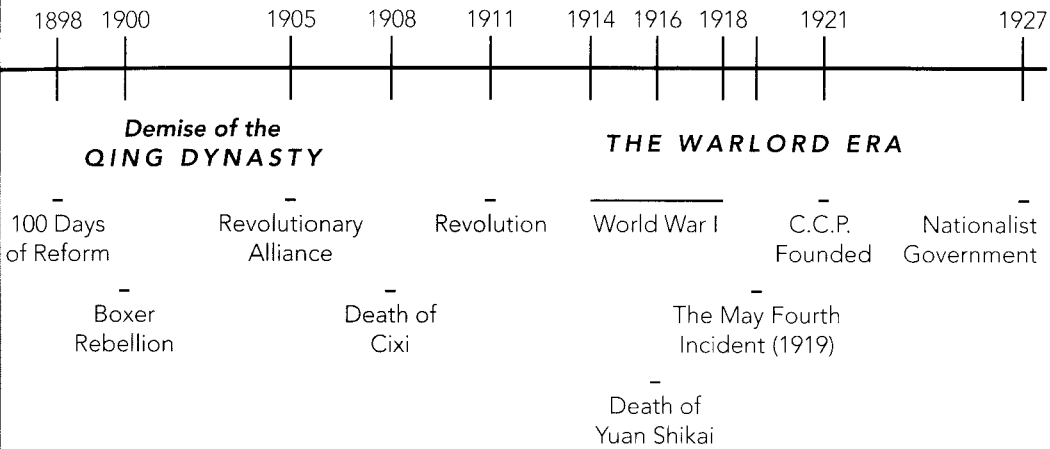 1898 1900 1905 1908 1911 1914 1916 1918 1921 1927
Demise of the
QING DYNASTY
THE WARLORD ERA
100 Days
of Reform
Revolutionary
Alliance
Revolution
World War I
C.C.P.
Founded
Nationalist
Government
Boxer
Rebellion
Death of
Cixi
The May Fourth
Incident (1919)
Death of
Yuan Shikai